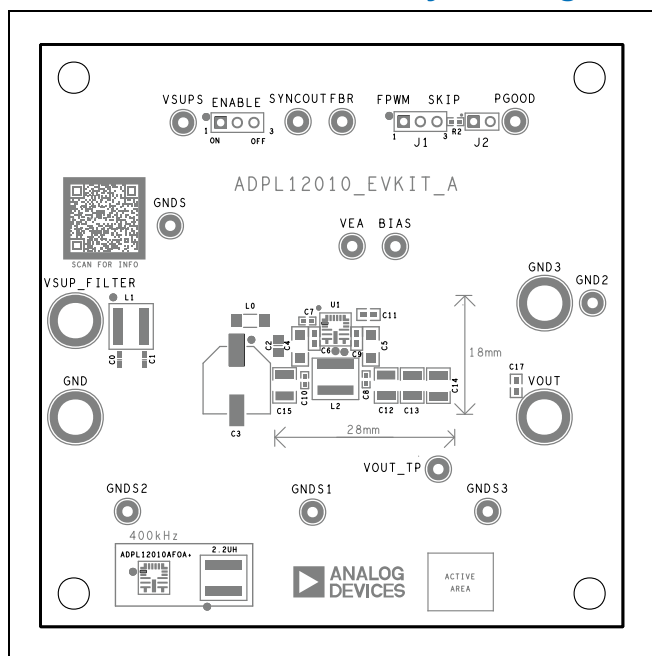 VSUPS
ENABLE
SYNCOUT
FBR
FPWM
SKIP
PGOOD
1
3
ON
OFF
1
3
R2
J1
J2
ADPL12010_EVKIT_A
GNDS
SCAN FOR INFO
VEA
BIAS
VSUP_FILTER
L1
C0
C1
GND3
GND2
L0
C7
U1
C11
C2
C4
C6
C9
C5
18mm
C10
C8
C15
L2
C12
C13
C14
C3
C17
VOUT
GND
28mm
VOUT_TP
GNDS2
GNDS1
GNDS3
400kHz
ADPL12010AFOA+
2.2UH
ANALOG
DEVICES
ACTIVE
AREA